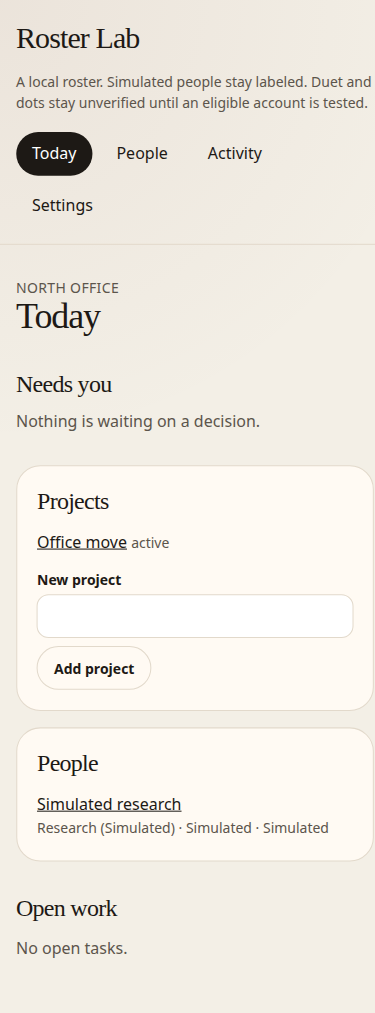 Roster Lab
A local roster. Simulated people stay labeled. Duet and
dots stay unverified until an eligible account is tested.
Today People Activity
Settings
NORTH OFFICE
Today
Needs you
Nothing is waiting on a decision.
Projects
Office move active
New project
Add project
People
Simulated research
Research (Simulated) · Simulated · Simulated
Open work
No open tasks.